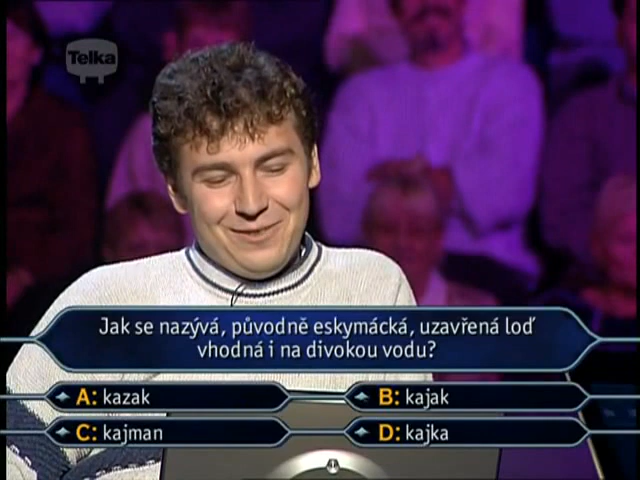 Telka
Jak se nazývá, původně eskymácká, uzavřená loď
vhodná i na divokou vodu?
A: kazak
B: kajak
C: kajman
D: kajka